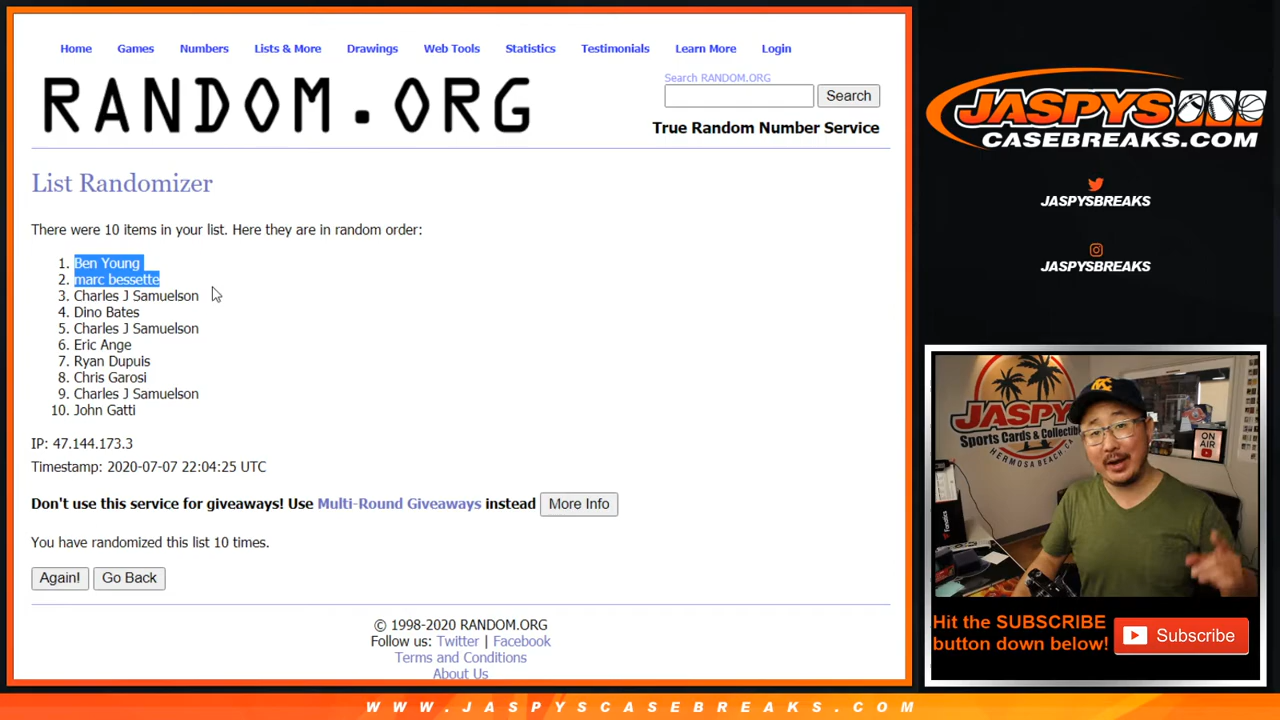 Home Games Numbers Lists & More Drawings Web Tools Statistics Testimonials Learn More Login
RANDOM.ORG
Search RANDOM.ORG
Search
True Random Number Service
List Randomizer
There were 10 items in your list. Here they are in random order:
1. Ben Young
2. marc bessette
3. Charles J Samuelson
4. Dino Bates
5. Charles J Samuelson
6. Eric Ange
7. Ryan Dupuis
8. Chris Garosi
9. Charles J Samuelson
10. John Gatti
IP: 47.144.173.3
Timestamp: 2020-07-07 22:04:25 UTC
Don't use this service for giveaways! Use Multi-Round Giveaways instead More Info
You have randomized this list 10 times.
Again! Go Back
© 1998-2020 RANDOM.ORG
Follow us: Twitter | Facebook
Terms and Conditions
About Us
JASPYS
CASEBREAKS.COM
JASPYSBREAKS
JASPYSBREAKS
JASPYS
Sports Cards & Collectibl
HERMOSA BEACH, CA
ON
AIR
Fanatics
Hit the SUBSCRIBE
button down below!
Subscribe
WWW.JASPYSCASEBREAKS.COM